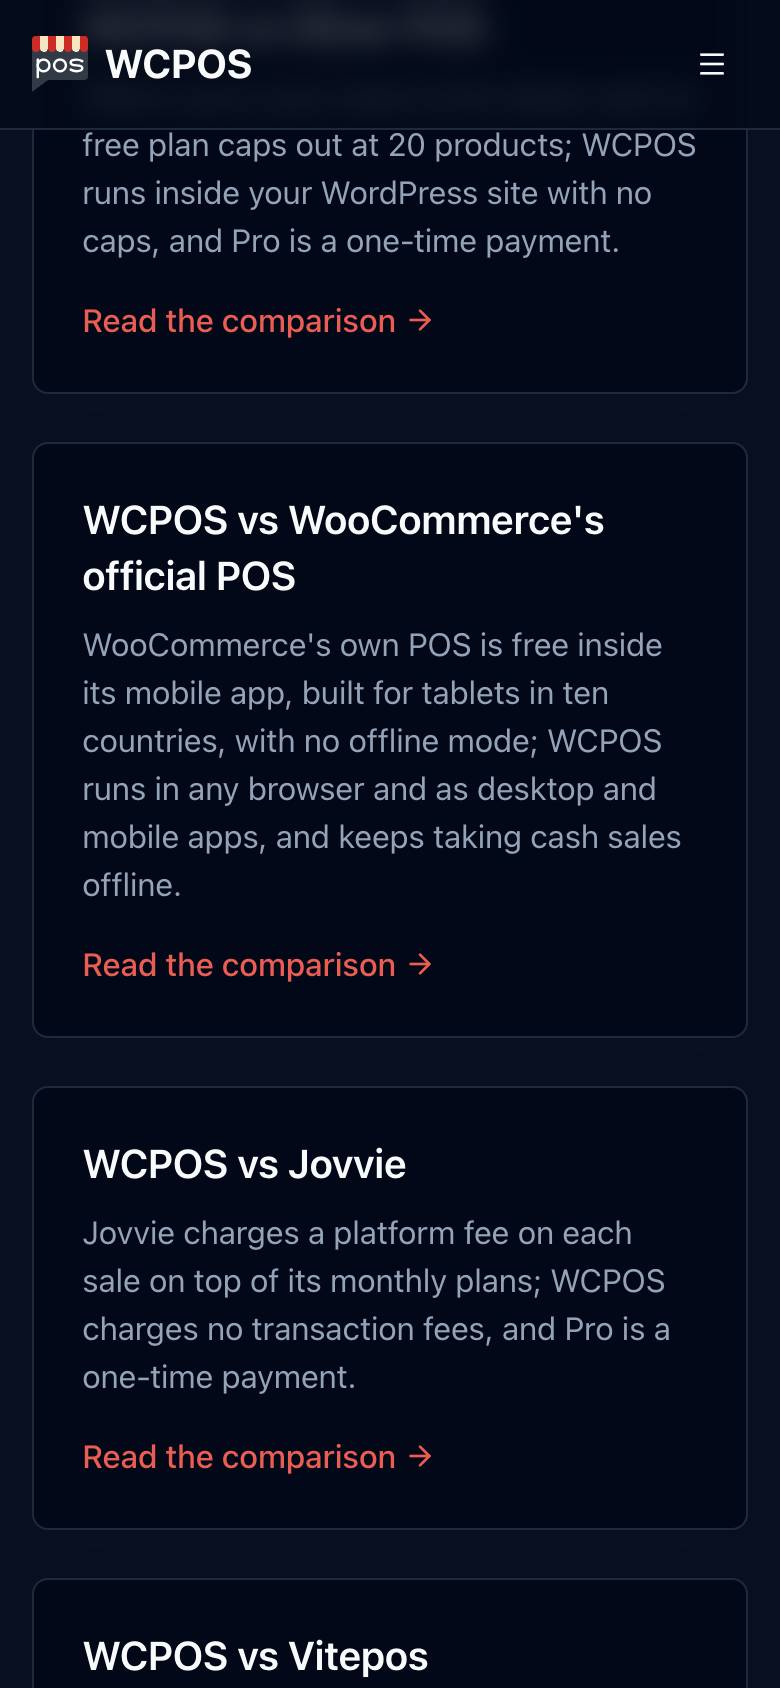 pos WCPOS
free plan caps out at 20 products; WCPOS
runs inside your WordPress site with no
caps, and Pro is a one-time payment.
Read the comparison →
WCPOS vs WooCommerce's
official POS
WooCommerce's own POS is free inside
its mobile app, built for tablets in ten
countries, with no offline mode; WCPOS
runs in any browser and as desktop and
mobile apps, and keeps taking cash sales
offline.
Read the comparison →
WCPOS vs Jovvie
Jovvie charges a platform fee on each
sale on top of its monthly plans; WCPOS
charges no transaction fees, and Pro is a
one-time payment.
Read the comparison →
WCPOS vs Vitepos